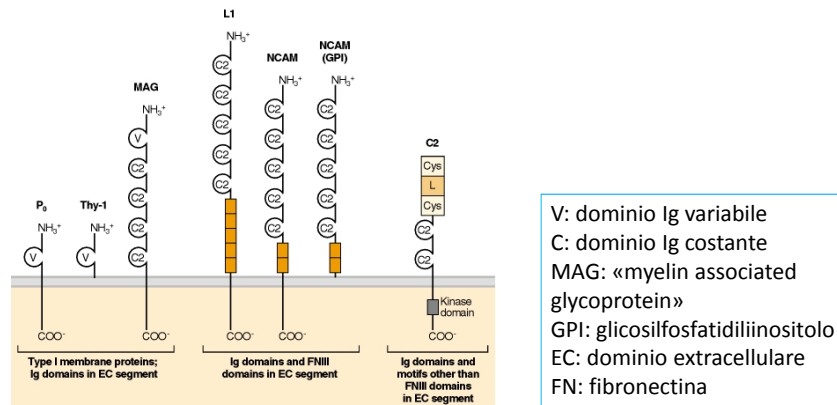 L1
NH₃⁺
NCAM
NH₃⁺
NCAM
(GPI)
NH₃⁺
MAG
NH₃⁺
C2
Cys
L
Cys
C2
C2
Kinase
domain
COO⁻
P₀
NH₃⁺
V
COO⁻
Thy-1
NH₃⁺
V
V
C2
C2
C2
C2
COO⁻
C2
C2
C2
C2
C2
C2
COO⁻
C2
C2
C2
C2
C2
COO⁻
C2
C2
C2
C2
C2
Type I membrane proteins;
Ig domains in EC segment
Ig domains and FNIII
domains in EC segment
Ig domains and
motifs other than
FNIII domains
in EC segment
V: dominio Ig variabile
C: dominio Ig costante
MAG: «myelin associated
glycoprotein»
GPI: glicosilfosfatidiliinositolo
EC: dominio extracellulare
FN: fibronectina